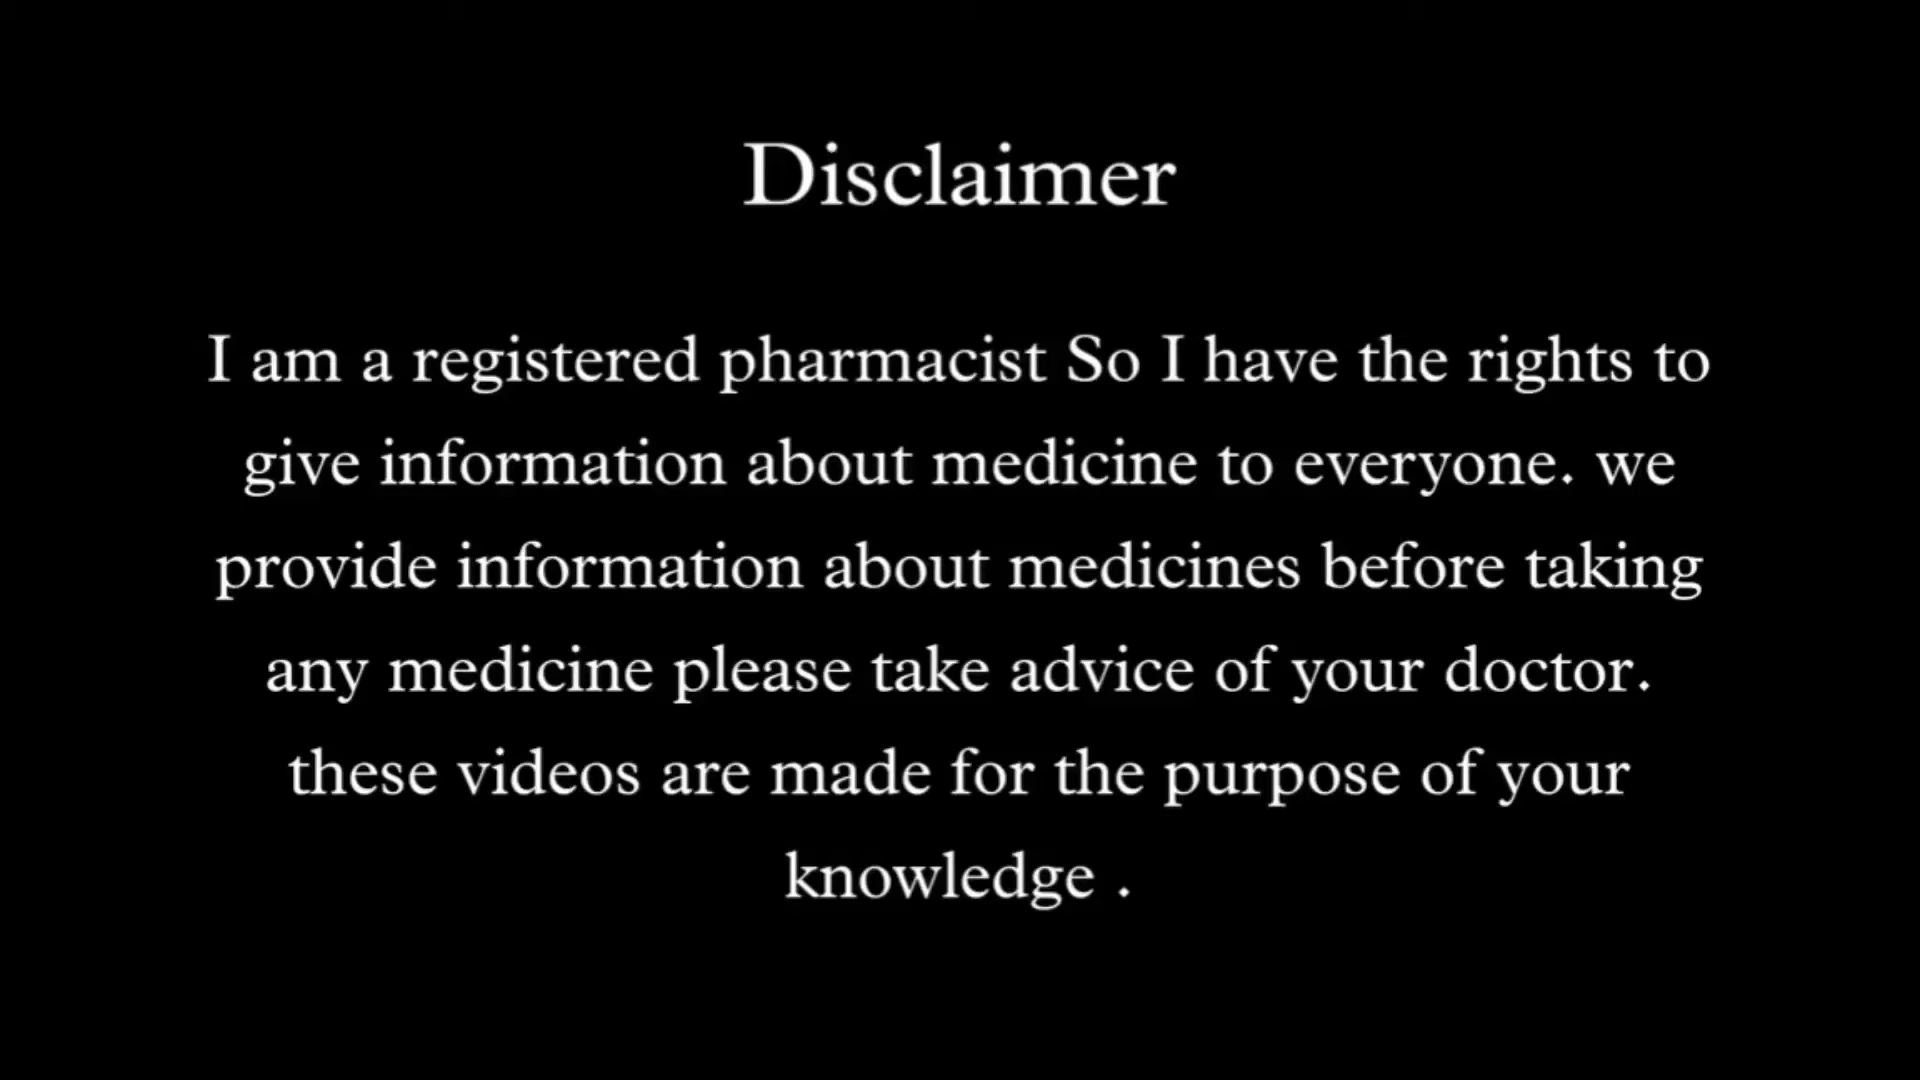 Disclaimer
I am a registered pharmacist So I have the rights to
give information about medicine to everyone. we
provide information about medicines before taking
any medicine please take advice of your doctor.
these videos are made for the purpose of your
knowledge .